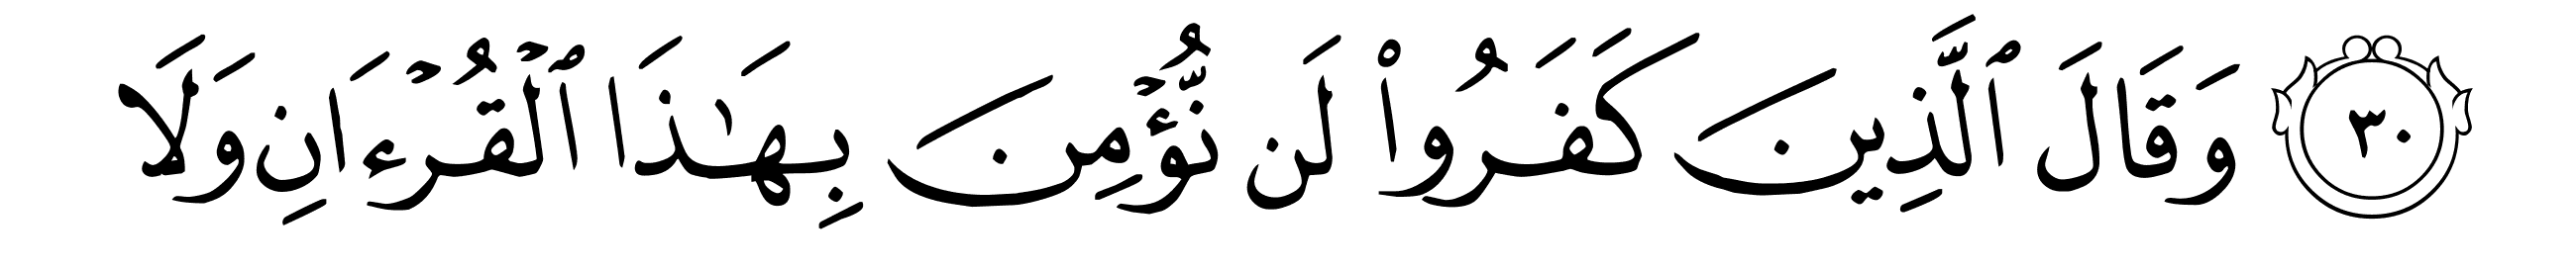 ٣٠ وَقَالَ ٱلَّذِينَ كَفَرُوا۟ لَن نُّؤْمِنَ بِهَـٰذَا ٱلْقُرْءَانِ وَلَا